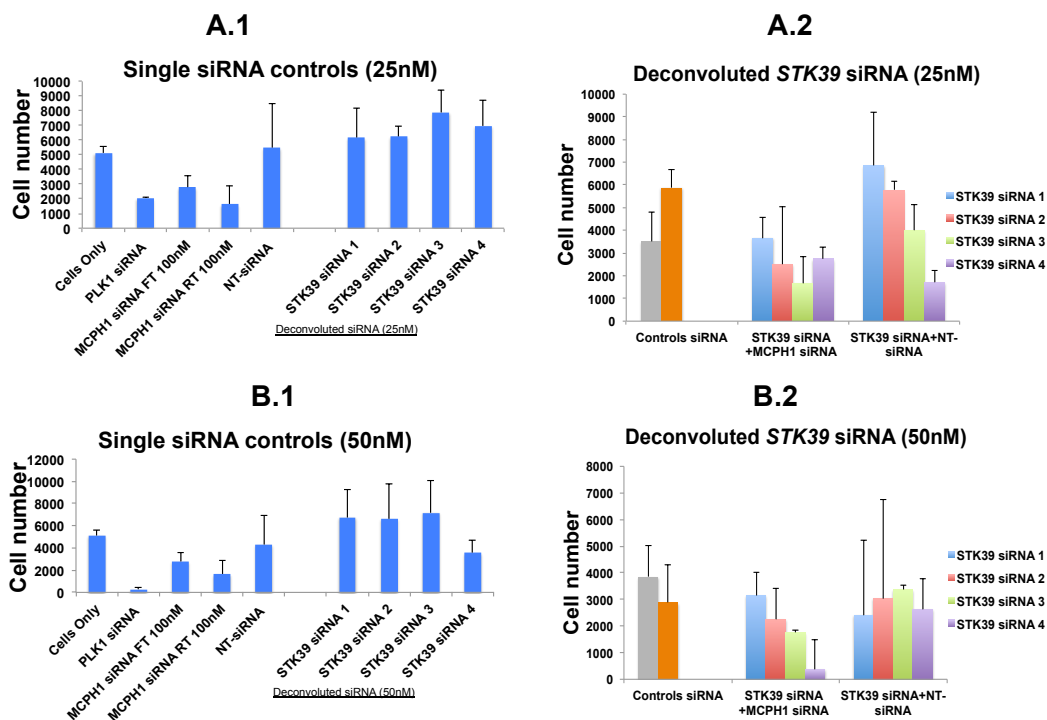 A.1
Single siRNA controls (25nM)
Cell number
10000
9000
8000
7000
6000
5000
4000
3000
2000
1000
0
Cells Only
PLK1 siRNA
MCPH1 siRNA FT 100nM
MCPH1 siRNA RT 100nM
NT-siRNA
STK39 siRNA 1
STK39 siRNA 2
STK39 siRNA 3
STK39 siRNA 4
Deconvoluted siRNA (25nM)
A.2
Deconvoluted STK39 siRNA (25nM)
Cell number
10000
9000
8000
7000
6000
5000
4000
3000
2000
1000
0
Controls siRNA
STK39 siRNA
+MCPH1 siRNA
STK39 siRNA+NT-
siRNA
STK39 siRNA 1
STK39 siRNA 2
STK39 siRNA 3
STK39 siRNA 4
B.1
Single siRNA controls (50nM)
Cell number
12000
10000
8000
6000
4000
2000
0
Cells Only
PLK1 siRNA
MCPH1 siRNA FT 100nM
MCPH1 siRNA RT 100nM
NT-siRNA
STK39 siRNA 1
STK39 siRNA 2
STK39 siRNA 3
STK39 siRNA 4
Deconvoluted siRNA (50nM)
B.2
Deconvoluted STK39 siRNA (50nM)
Cell number
8000
7000
6000
5000
4000
3000
2000
1000
0
Controls siRNA
STK39 siRNA
+MCPH1 siRNA
STK39 siRNA+NT-
siRNA
STK39 siRNA 1
STK39 siRNA 2
STK39 siRNA 3
STK39 siRNA 4